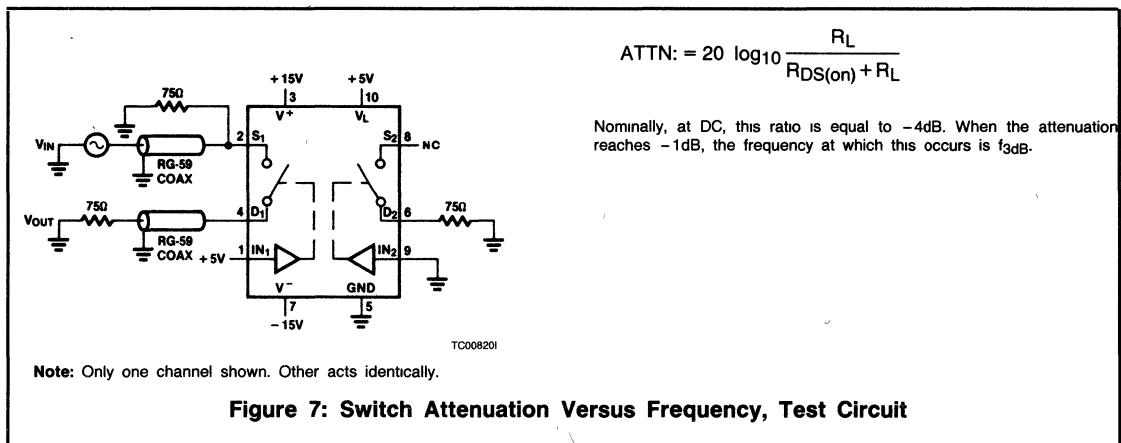 ATTN: = 20 log10 RL
RDS(on) + RL
Nominally, at DC, this ratio is equal to −4dB. When the attenuation
reaches −1dB, the frequency at which this occurs is f3dB.
+15V
3
V+
+5V
10
VL
75Ω
2
S1
S2
8
NC
VIN
RG-59
COAX
VOUT
75Ω
4
D1
D2
6
75Ω
RG-59
COAX
+5V
1
IN1
IN2
9
V−
GND
7
5
−15V
TC00820I
Note: Only one channel shown. Other acts identically.
Figure 7: Switch Attenuation Versus Frequency, Test Circuit